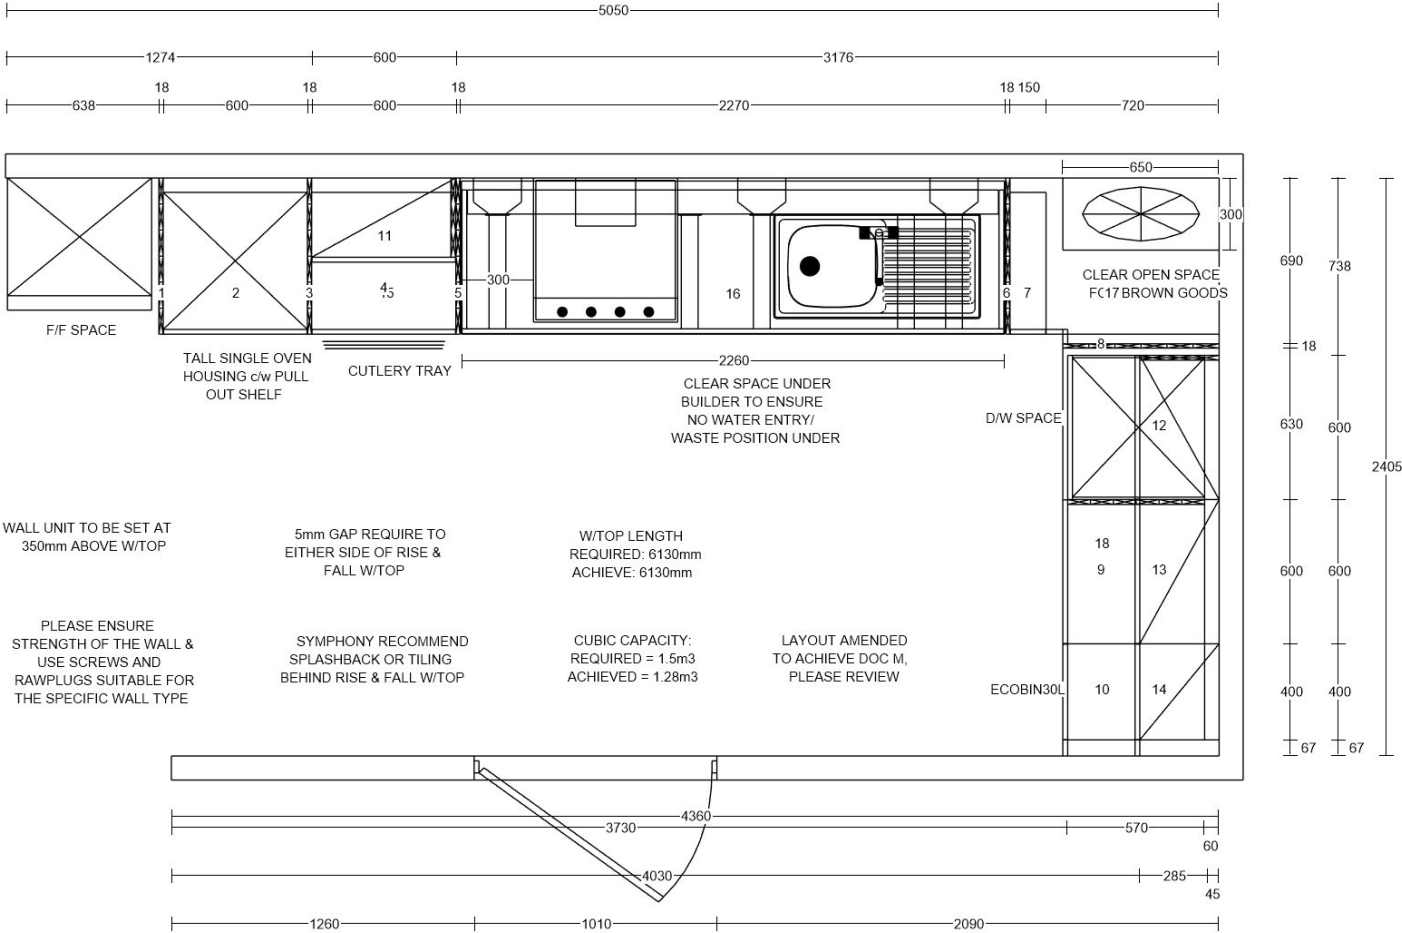 5050
1274 600 3176
18 18 18 18 150
638 600 600 2270 720
650
300
11
690 738
CLEAR OPEN SPACE
17 BROWN GOODS
1 2 3 4 5 300 16 6 7
F/F SPACE
8 18
TALL SINGLE OVEN
HOUSING c/w PULL
OUT SHELF
CUTLERY TRAY
2260
CLEAR SPACE UNDER
BUILDER TO ENSURE
NO WATER ENTRY/
WASTE POSITION UNDER
D/W SPACE 12 630 600
2405
WALL UNIT TO BE SET AT
350mm ABOVE W/TOP
5mm GAP REQUIRE TO
EITHER SIDE OF RISE &
FALL W/TOP
W/TOP LENGTH
REQUIRED: 6130mm
ACHIEVE: 6130mm
18
9 13 600 600
PLEASE ENSURE
STRENGTH OF THE WALL &
USE SCREWS AND
RAWPLUGS SUITABLE FOR
THE SPECIFIC WALL TYPE
SYMPHONY RECOMMEND
SPLASHBACK OR TILING
BEHIND RISE & FALL W/TOP
CUBIC CAPACITY:
REQUIRED = 1.5m3
ACHIEVED = 1.28m3
LAYOUT AMENDED
TO ACHIEVE DOC M,
PLEASE REVIEW
ECOBIN30L 10 14 400 400
67 67
4360
3730 570
60
4030 285
45
1260 1010 2090